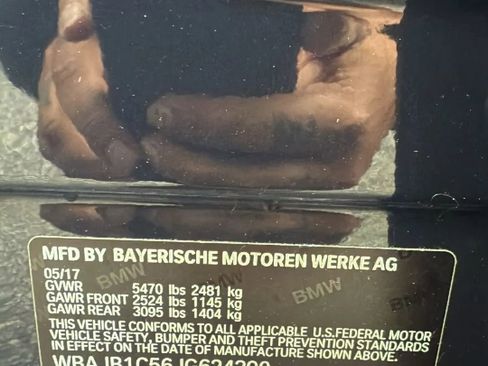 MFD BY BAYERISCHE MOTOREN WERKE AG
05/17
GVWR 5470 lbs 2481 kg
GAWR FRONT 2524 lbs 1145 kg
GAWR REAR 3095 lbs 1404 kg
THIS VEHICLE CONFORMS TO ALL APPLICABLE U.S.FEDERAL MOTOR
VEHICLE SAFETY, BUMPER AND THEFT PREVENTION STANDARDS
IN EFFECT ON THE DATE OF MANUFACTURE SHOWN ABOVE.
BMW
BMW